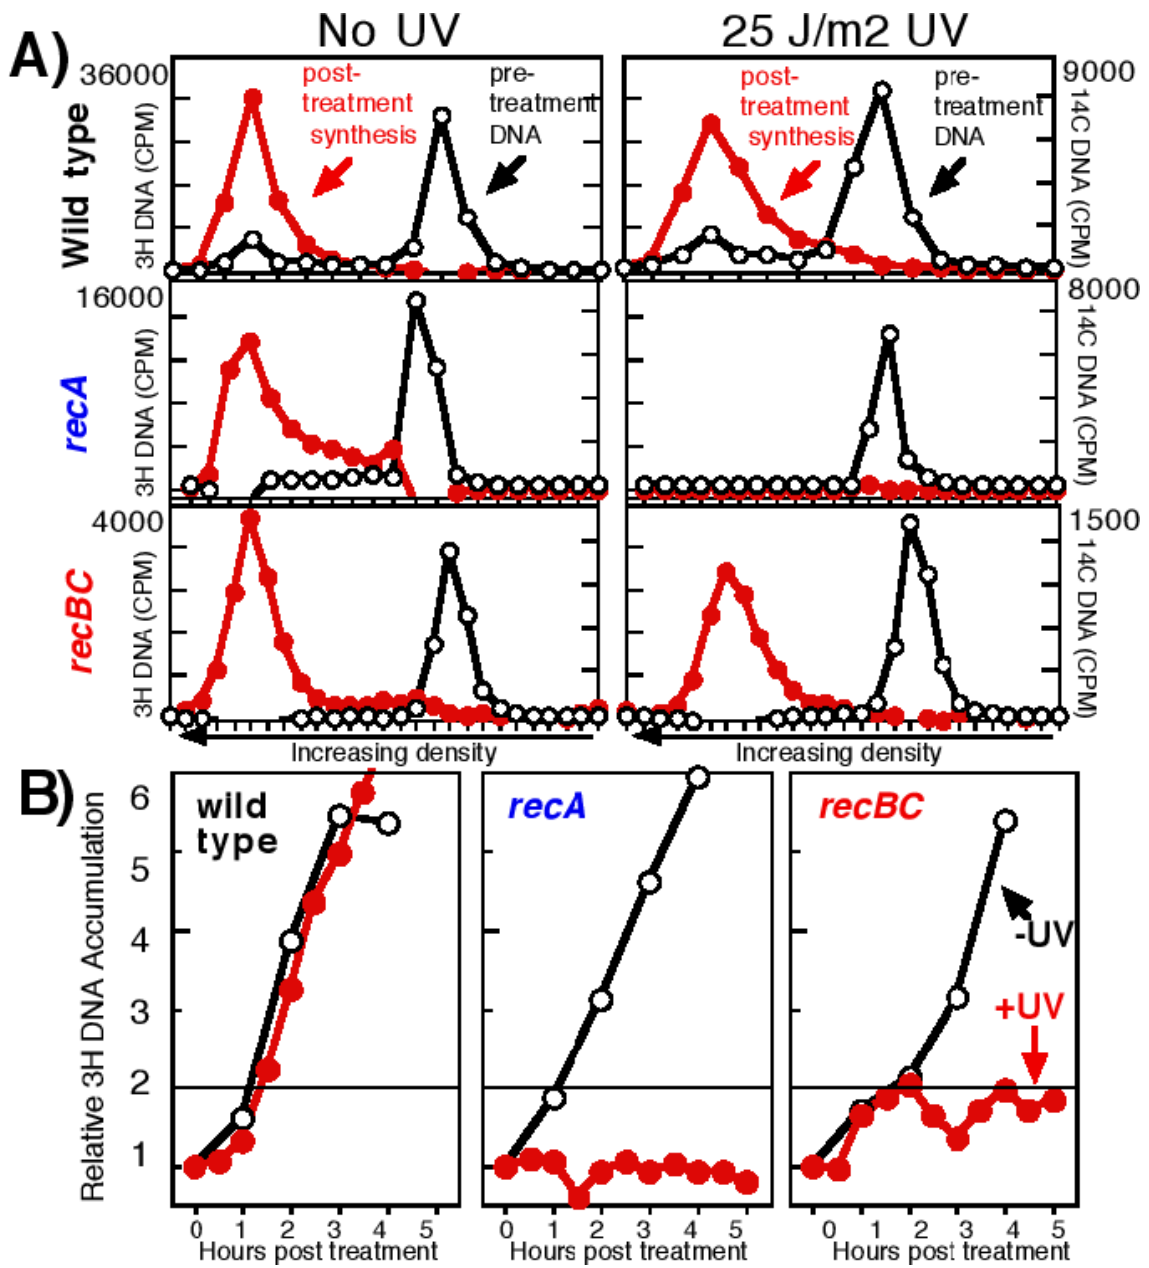 No UV
25 J/m2 UV
A)
36000
9000
post-
treatment
synthesis
pre-
treatment
DNA
post-
treatment
synthesis
pre-
treatment
DNA
Wild type
3H DNA (CPM)
14C DNA (CPM)
16000
8000
recA
3H DNA (CPM)
14C DNA (CPM)
4000
1500
recBC
3H DNA (CPM)
14C DNA (CPM)
Increasing density
Increasing density
B)
Relative 3H DNA Accumulation
6
5
4
3
2
1
wild
type
recA
recBC
-UV
+UV
0 1 2 3 4 5
0 1 2 3 4 5
0 1 2 3 4 5
Hours post treatment
Hours post treatment
Hours post treatment